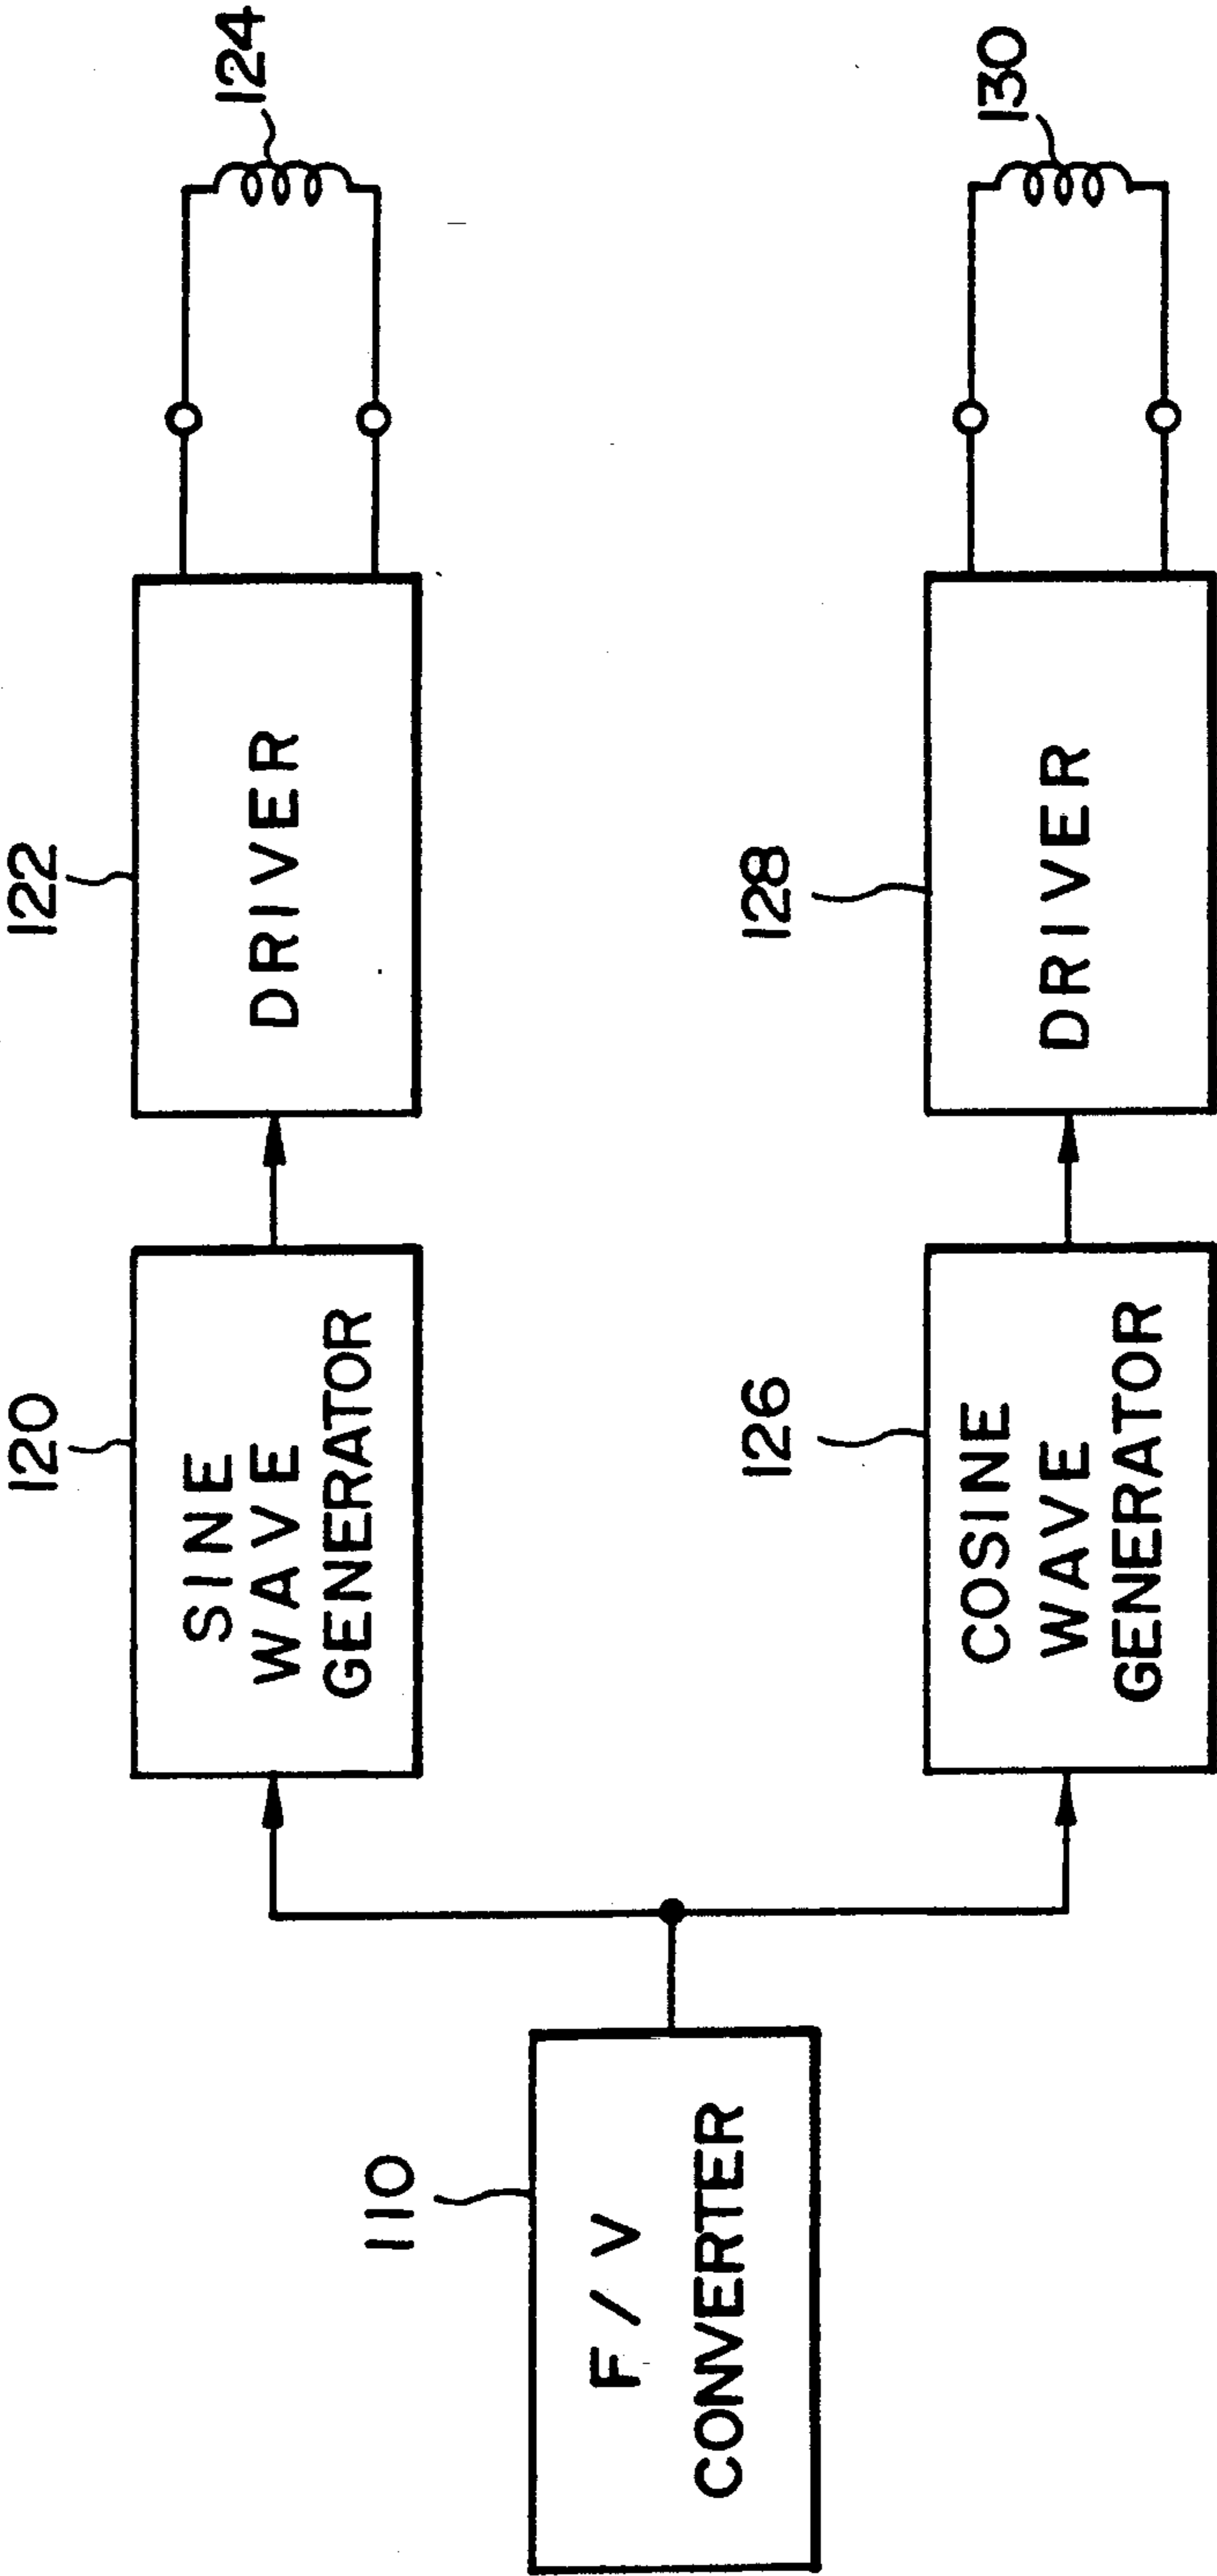 110
F / V
CONVERTER
120
SINE
WAVE
GENERATOR
122
DRIVER
124
126
COSINE
WAVE
GENERATOR
128
DRIVER
130